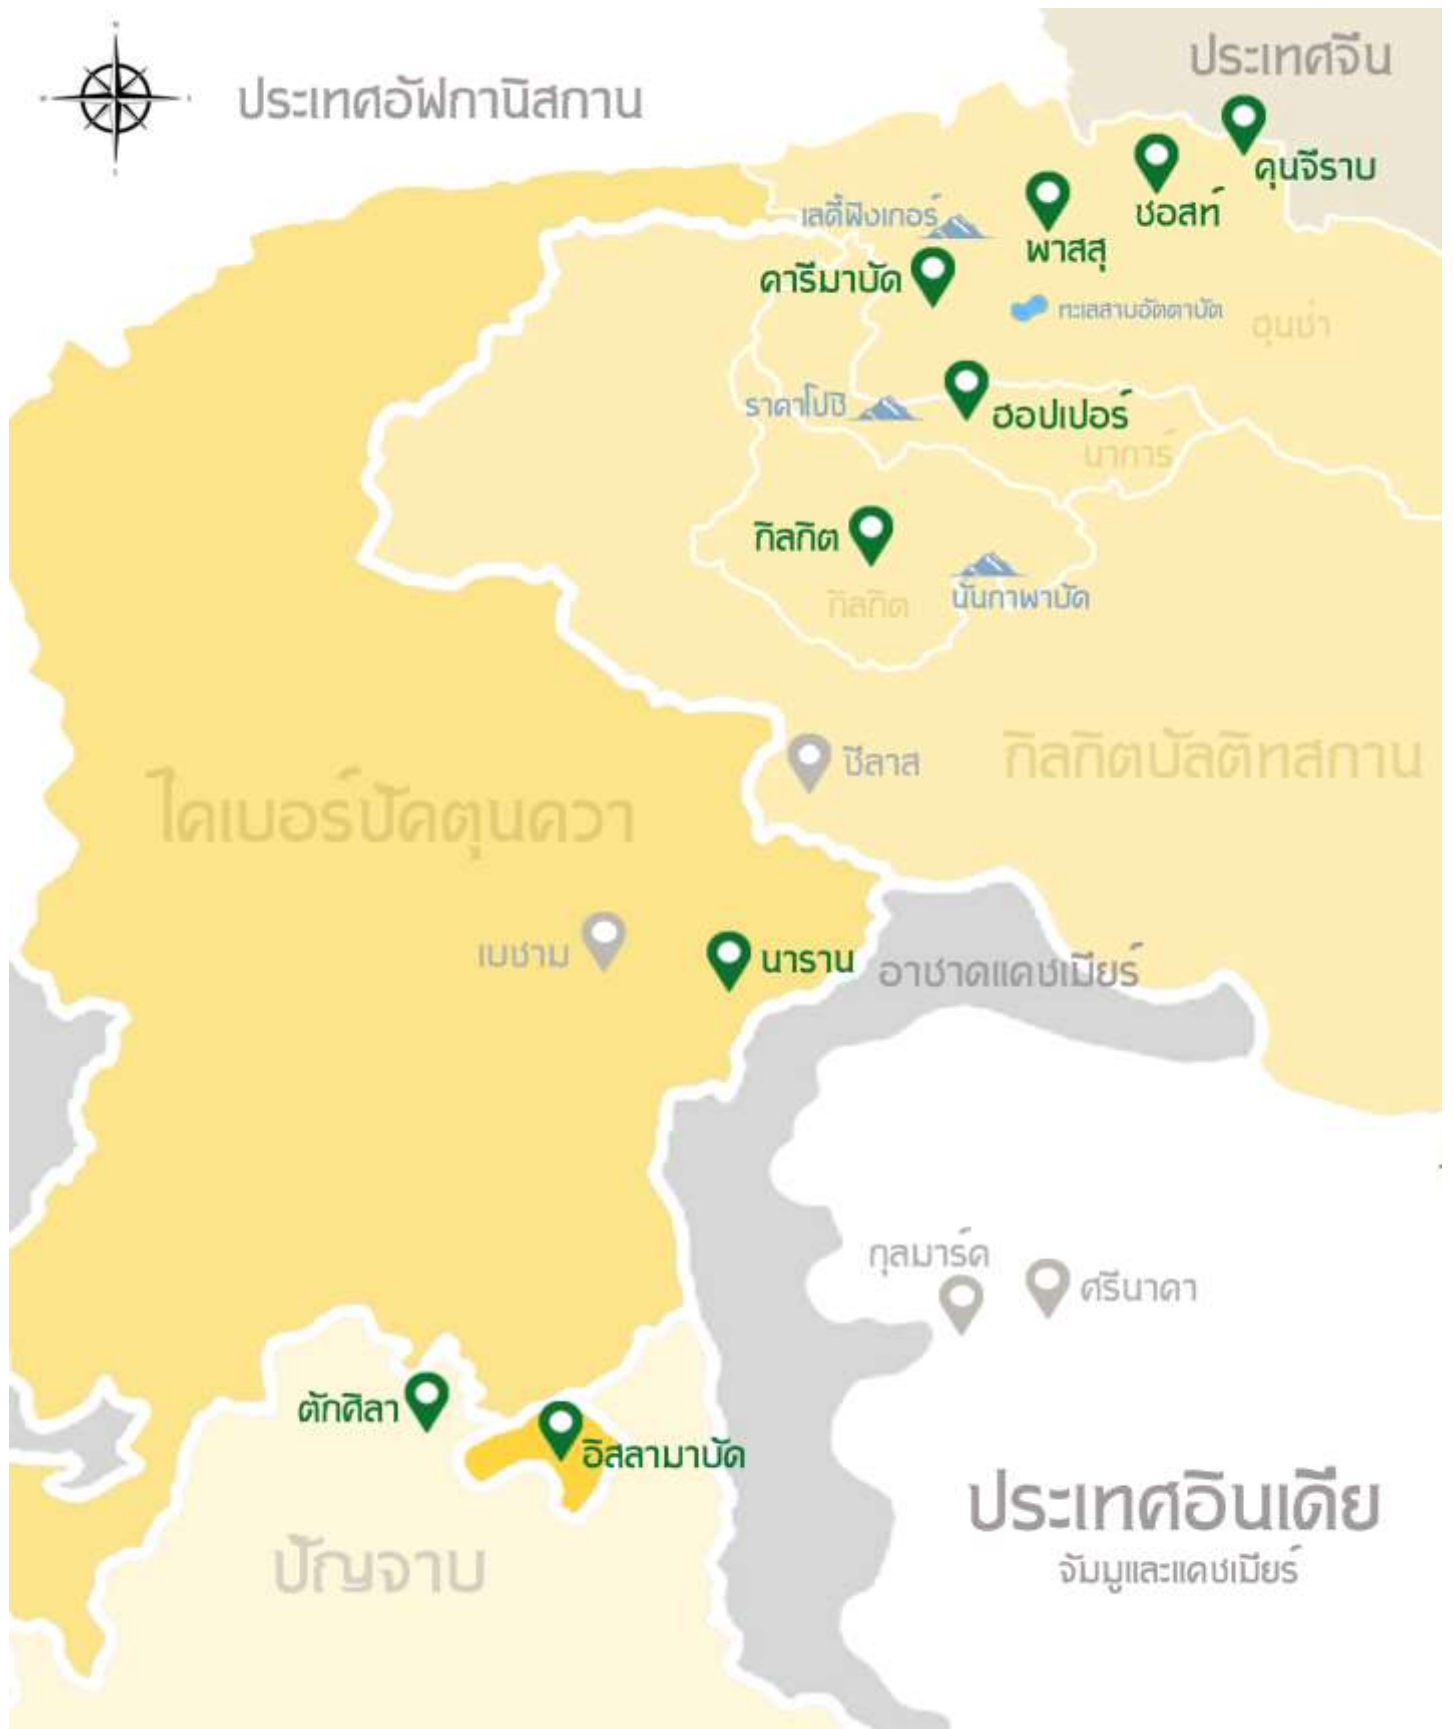 ประเทศจีน
ประเทศอัฟกานิสถาน
คุนจีราบ
ซอสท์
เลดี้ฟิงเกอร์
พาสสุ
คารีมาบัด
ทะเลสาบอัตตาบัด
ฮุนซ่า
ราคาโปชิ
ฮอปเปอร์
นาการ์
กิลกิต
นันกาพาบัด
กิลกิต
กิลกิตบัลติทสถาน
ชีลาส
ไคเบอร์ปัคตุนควา
เบชาม
นาราน
อาซาดแคชเมียร์
กุลมาร์ค
ศรีนาคา
ตักศิลา
อิสลามาบัด
ประเทศอินเดีย
ปัญจาบ
จัมมูและแคชเมียร์